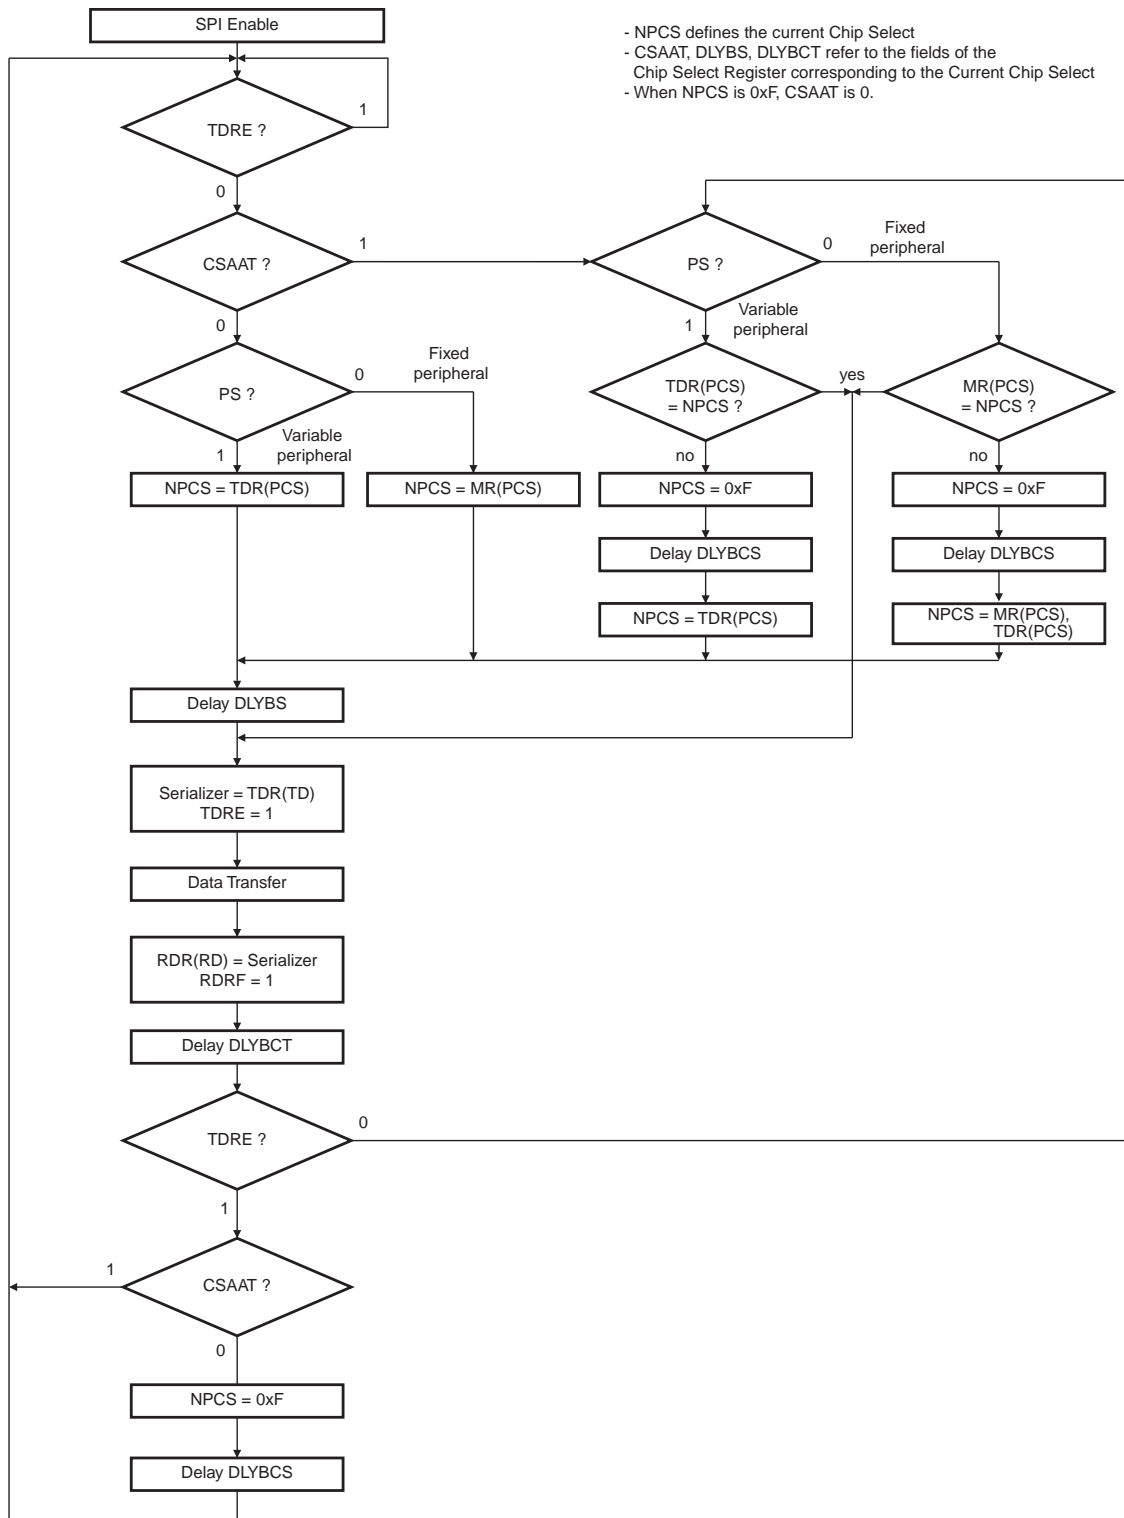 SPI Enable
- NPCS defines the current Chip Select
- CSAAT, DLYBS, DLYBCT refer to the fields of the
Chip Select Register corresponding to the Current Chip Select
- When NPCS is 0xF, CSAAT is 0.
TDRE ?
1
0
CSAAT ?
1
PS ?
0
Fixed
peripheral
0
1
Variable
peripheral
PS ?
0
Fixed
peripheral
1
Variable
peripheral
TDR(PCS)
= NPCS ?
yes
MR(PCS)
= NPCS ?
no
no
NPCS = TDR(PCS)
NPCS = MR(PCS)
NPCS = 0xF
NPCS = 0xF
Delay DLYBCS
Delay DLYBCS
NPCS = TDR(PCS)
NPCS = MR(PCS),
TDR(PCS)
Delay DLYBS
Serializer = TDR(TD)
TDRE = 1
Data Transfer
RDR(RD) = Serializer
RDRF = 1
Delay DLYBCT
TDRE ?
0
1
CSAAT ?
1
0
NPCS = 0xF
Delay DLYBCS